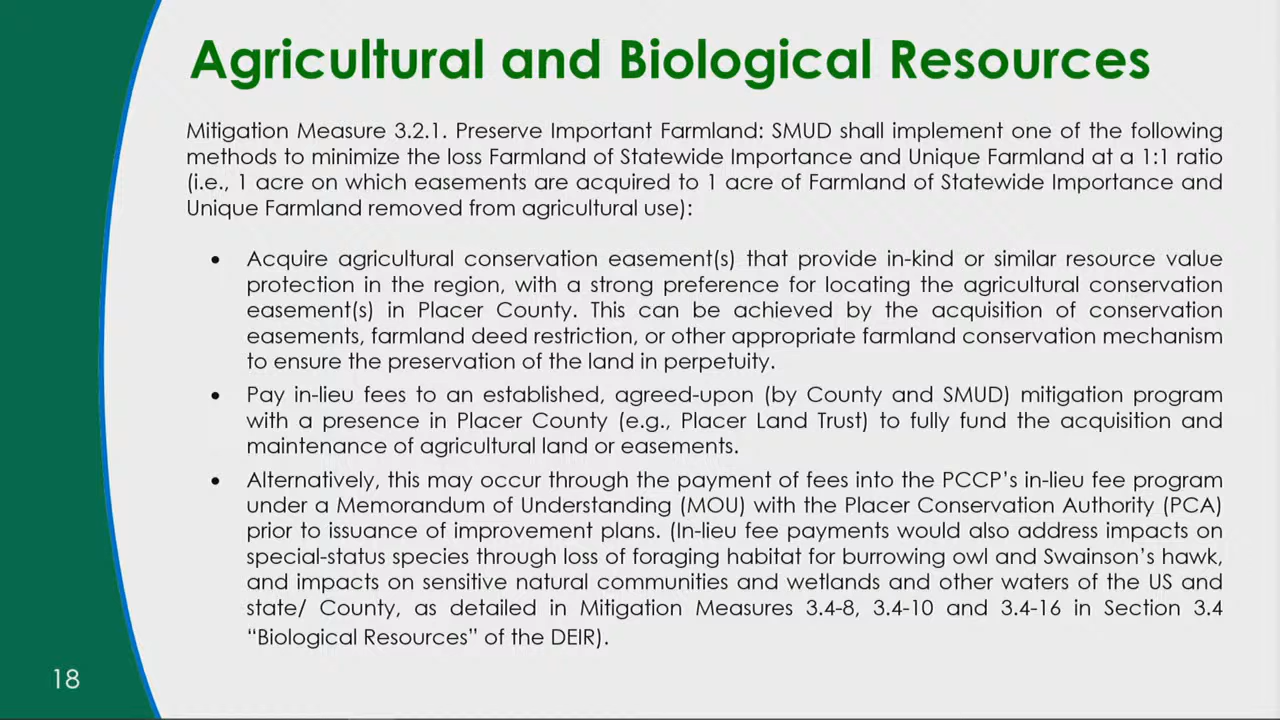 Agricultural and Biological Resources
Mitigation Measure 3.2.1. Preserve Important Farmland: SMUD shall implement one of the following
methods to minimize the loss Farmland of Statewide Importance and Unique Farmland at a 1:1 ratio
(i.e., 1 acre on which easements are acquired to 1 acre of Farmland of Statewide Importance and
Unique Farmland removed from agricultural use):
• Acquire agricultural conservation easement(s) that provide in-kind or similar resource value
protection in the region, with a strong preference for locating the agricultural conservation
easement(s) in Placer County. This can be achieved by the acquisition of conservation
easements, farmland deed restriction, or other appropriate farmland conservation mechanism
to ensure the preservation of the land in perpetuity.
• Pay in-lieu fees to an established, agreed-upon (by County and SMUD) mitigation program
with a presence in Placer County (e.g., Placer Land Trust) to fully fund the acquisition and
maintenance of agricultural land or easements.
• Alternatively, this may occur through the payment of fees into the PCCP's in-lieu fee program
under a Memorandum of Understanding (MOU) with the Placer Conservation Authority (PCA)
prior to issuance of improvement plans. (In-lieu fee payments would also address impacts on
special-status species through loss of foraging habitat for burrowing owl and Swainson's hawk,
and impacts on sensitive natural communities and wetlands and other waters of the US and
state/ County, as detailed in Mitigation Measures 3.4-8, 3.4-10 and 3.4-16 in Section 3.4
“Biological Resources” of the DEIR).
18